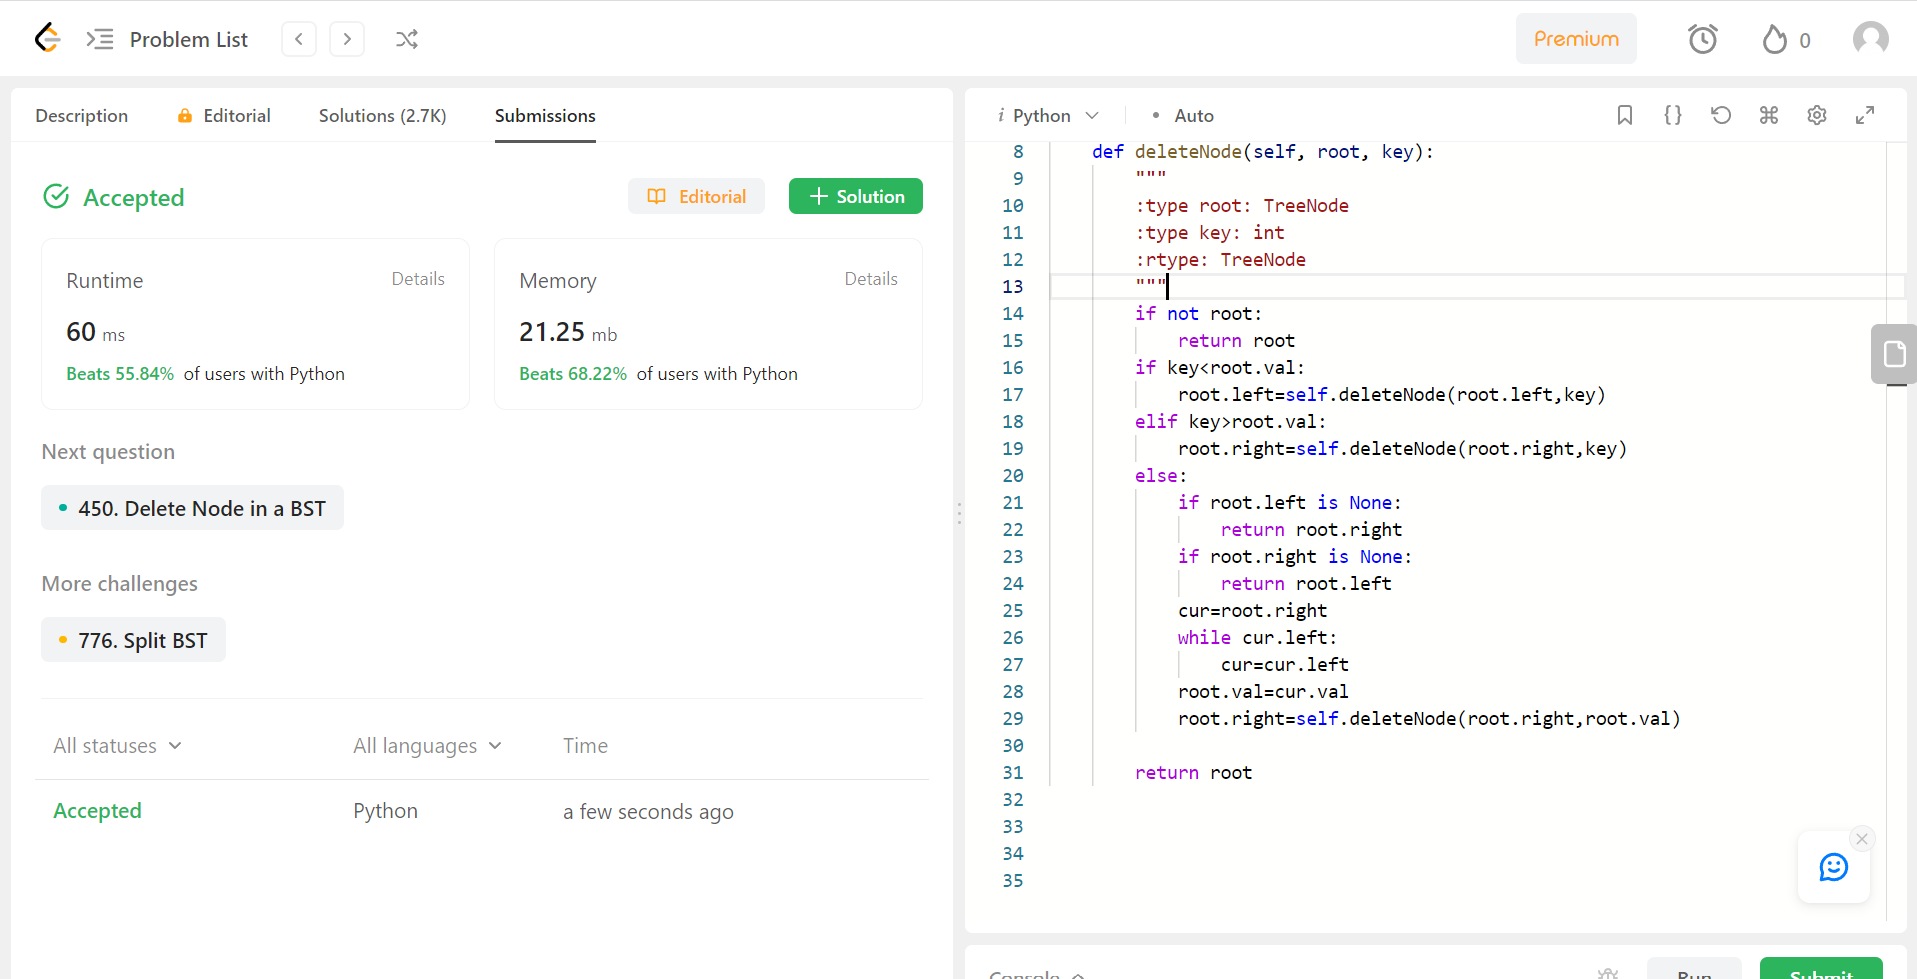 Problem List
Premium
0
Description
Editorial
Solutions (2.7K)
Submissions
Accepted
Editorial
Solution
Runtime
Details
60 ms
Beats 55.84% of users with Python
Memory
Details
21.25 mb
Beats 68.22% of users with Python
Next question
450. Delete Node in a BST
More challenges
776. Split BST
All statuses
All languages
Time
Accepted
Python
a few seconds ago
i Python
• Auto
8 def deleteNode(self, root, key):
9 """
10 :type root: TreeNode
11 :type key: int
12 :rtype: TreeNode
13 """
14 if not root:
15 return root
16 if key<root.val:
17 root.left=self.deleteNode(root.left,key)
18 elif key>root.val:
19 root.right=self.deleteNode(root.right,key)
20 else:
21 if root.left is None:
22 return root.right
23 if root.right is None:
24 return root.left
25 cur=root.right
26 while cur.left:
27 cur=cur.left
28 root.val=cur.val
29 root.right=self.deleteNode(root.right,root.val)
30
31 return root
32
33
34
35
Console
Run
Submit